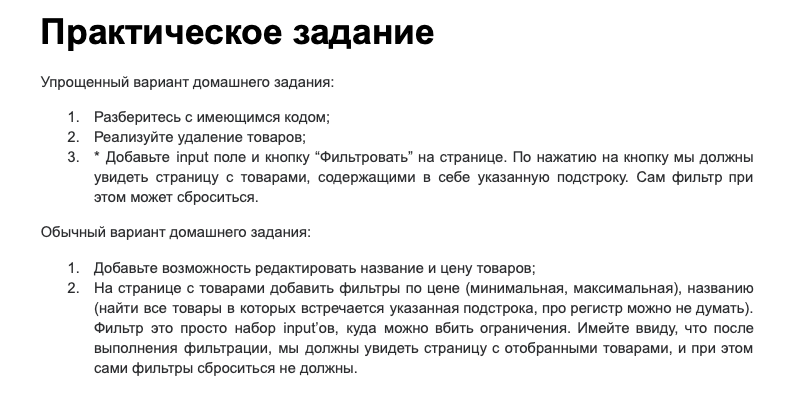 Практическое задание
Упрощенный вариант домашнего задания:
1. Разберитесь с имеющимся кодом;
2. Реализуйте удаление товаров;
3. * Добавьте input поле и кнопку “Фильтровать” на странице. По нажатию на кнопку мы должны
увидеть страницу с товарами, содержащими в себе указанную подстроку. Сам фильтр при
этом может сброситься.
Обычный вариант домашнего задания:
1. Добавьте возможность редактировать название и цену товаров;
2. На странице с товарами добавить фильтры по цене (минимальная, максимальная), названию
(найти все товары в которых встречается указанная подстрока, про регистр можно не думать).
Фильтр это просто набор input’ов, куда можно вбить ограничения. Имейте ввиду, что после
выполнения фильтрации, мы должны увидеть страницу с отобранными товарами, и при этом
сами фильтры сброситься не должны.